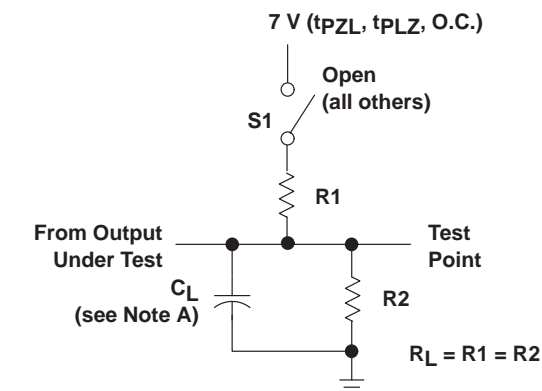 7 V (tPZL, tPLZ, O.C.)
Open
(all others)
S1
R1
From Output
Under Test
Test
Point
CL
(see Note A)
R2
RL = R1 = R2